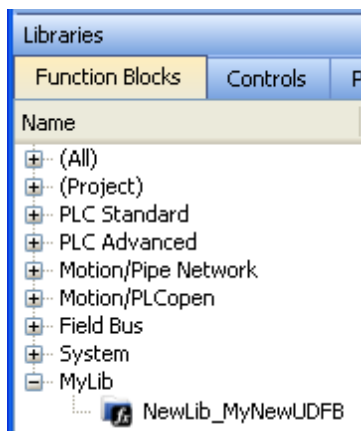 Libraries
Function Blocks Controls
Name
(All)
(Project)
PLC Standard
PLC Advanced
Motion/Pipe Network
Motion/PLCopen
Field Bus
System
MyLib
NewLib_MyNewUDFB